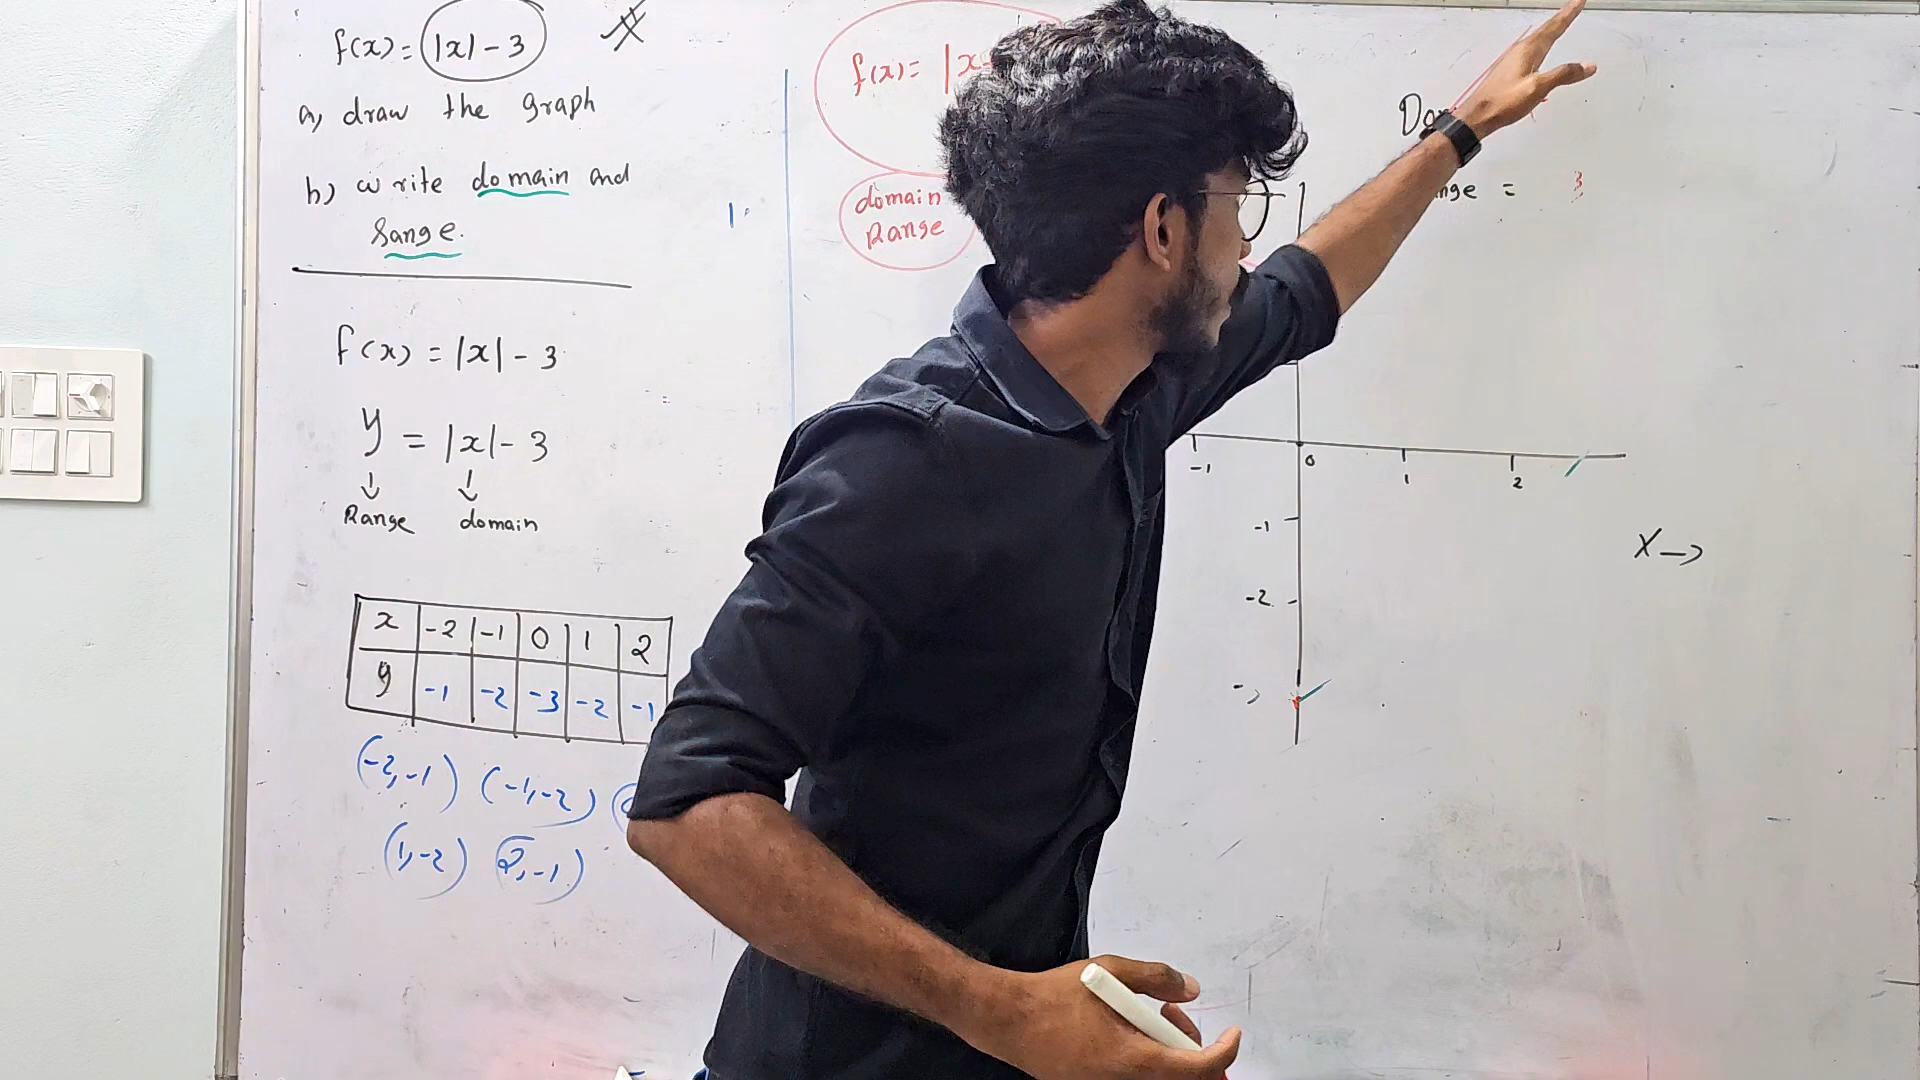 f(x) = |x| - 3
a) draw the graph
b) write domain and
Range.
f(x) = |x| - 3
y = |x| - 3
Range domain
x -2 -1 0 1 2
y -1 -2 -3 -2 -1
(-2,-1) (-1,-2)
(1,-2) (2,-1)
1.
f(x) = |x
domain
Range
= 3
-1 0 1 2
-1
-2
X →